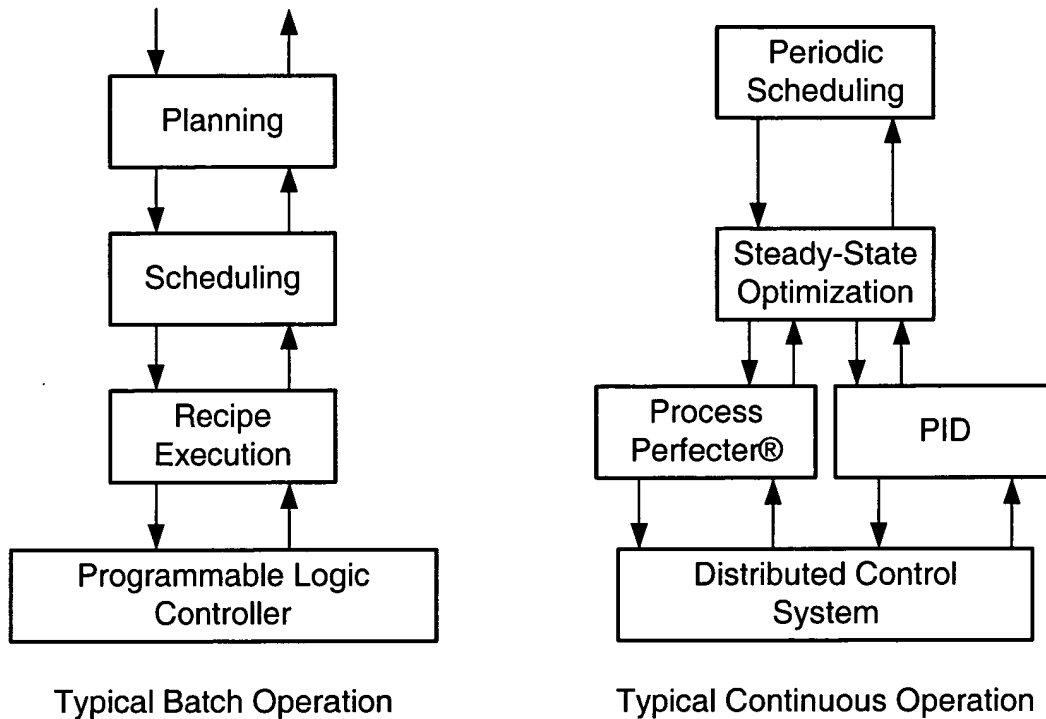 Planning
Scheduling
Recipe
Execution
Programmable Logic
Controller
Typical Batch Operation
Periodic
Scheduling
Steady-State
Optimization
Process
Perfecter®
PID
Distributed Control
System
Typical Continuous Operation